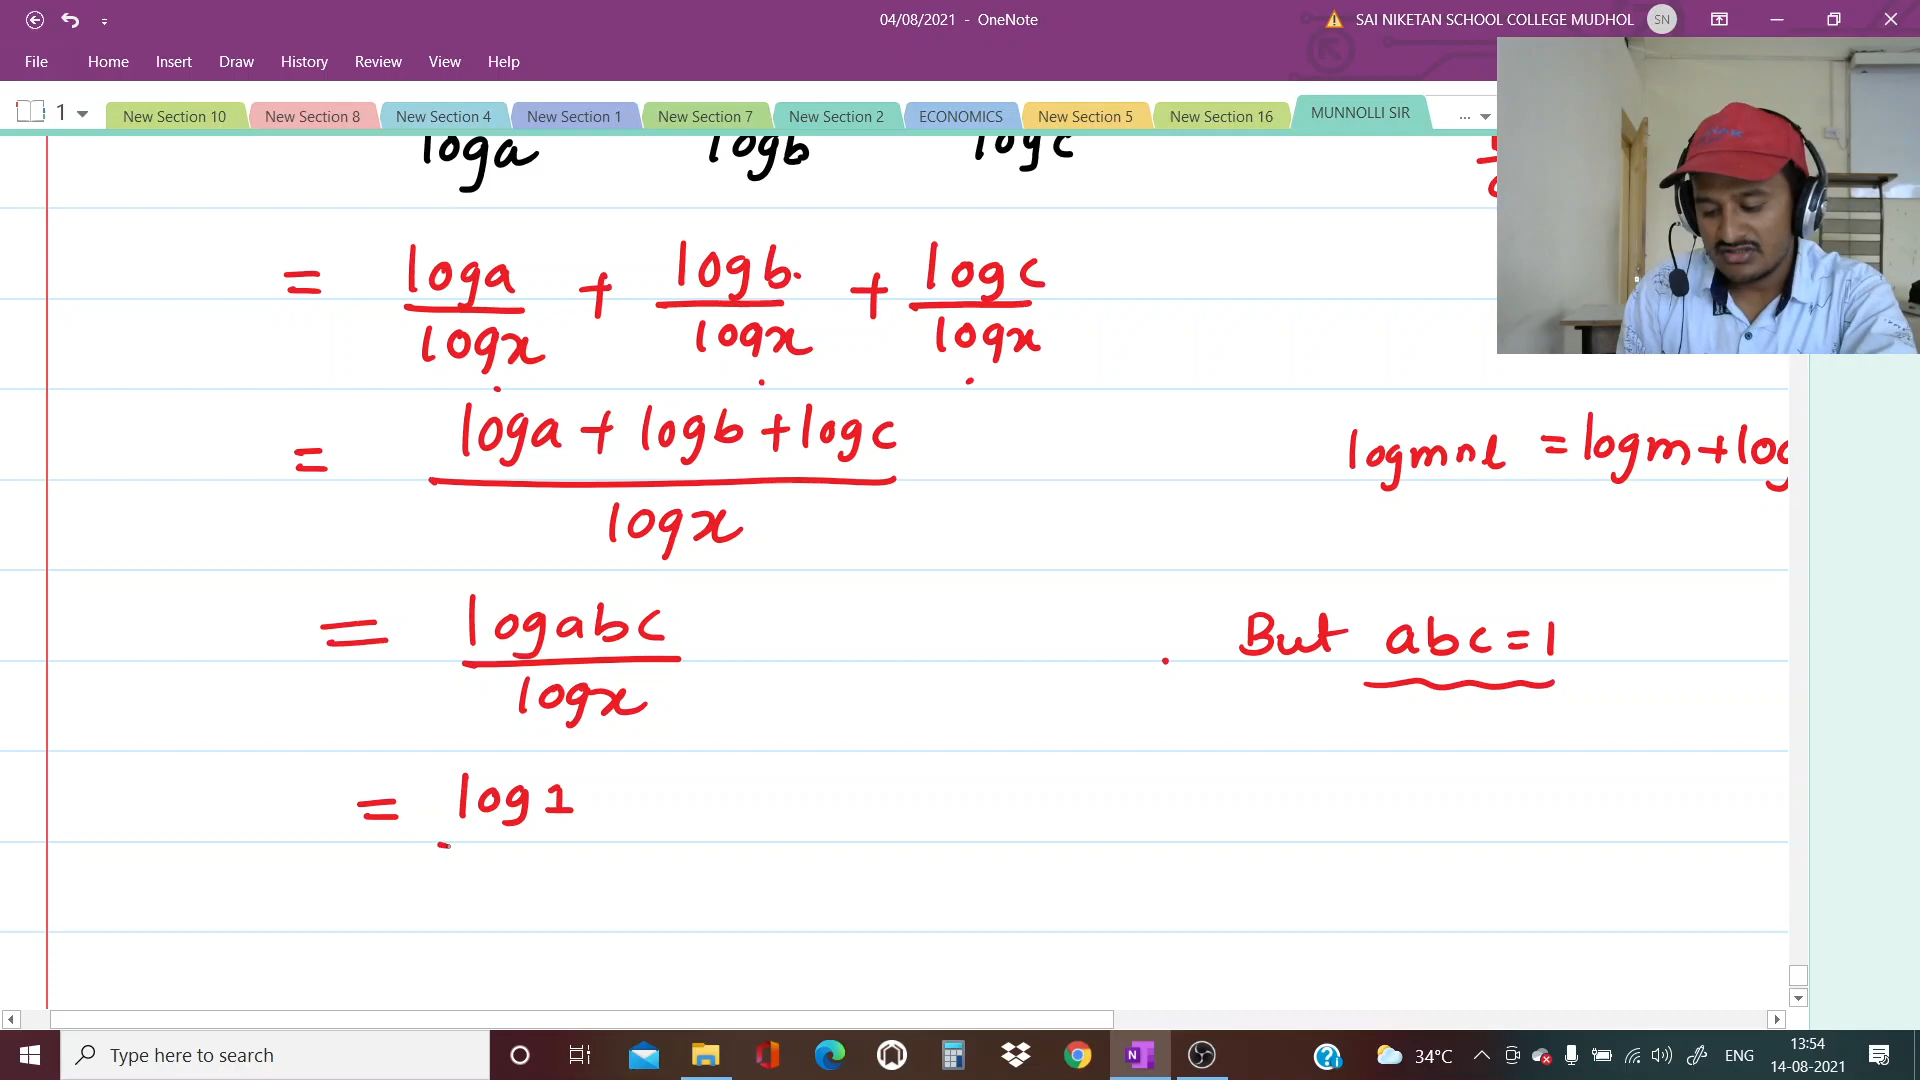 04/08/2021 - OneNote
SAI NIKETAN SCHOOL COLLEGE MUDHOL SN
File Home Insert Draw History Review View Help
1 New Section 10 New Section 8 New Section 4 New Section 1 New Section 7 New Section 2 ECONOMICS New Section 5 New Section 16 MUNNOLLI SIR ...
loga logb logc
= loga/logx + logb/logx + logc/logx
= loga + logb + logc / logx
logmnl = logm + log
= logabc / logx
But abc = 1
= log1
Type here to search
34°C ENG 13:54
14-08-2021